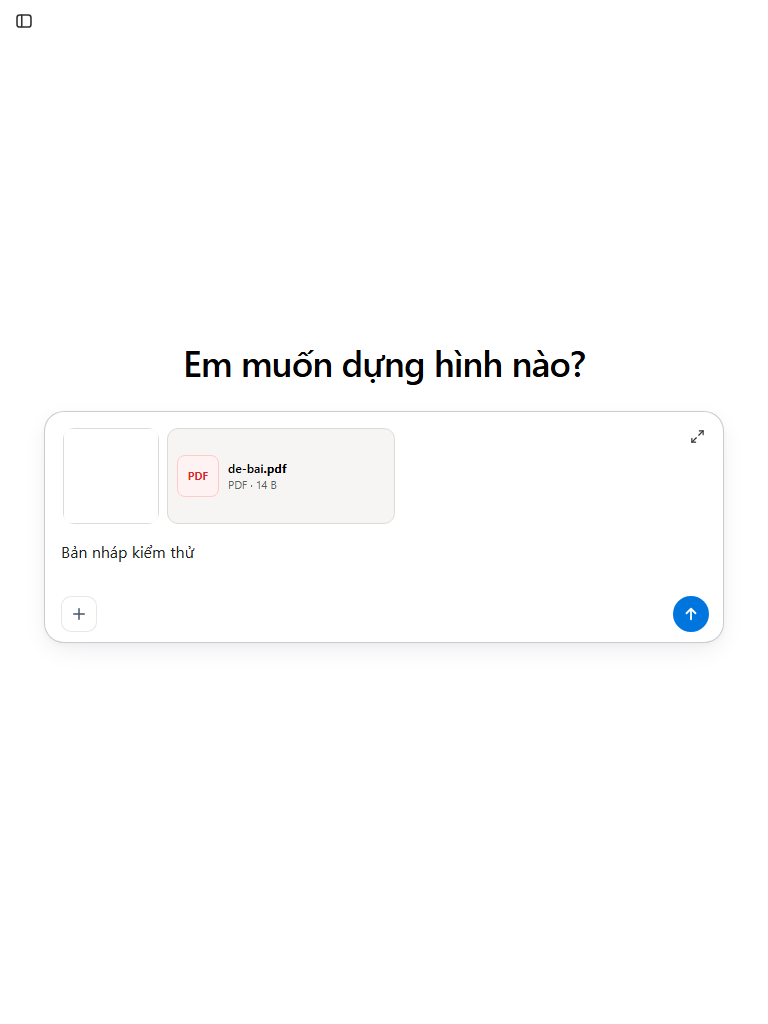 Em muốn dựng hình nào?
PDF
de-bai.pdf
PDF · 14 B
Bản nháp kiểm thử